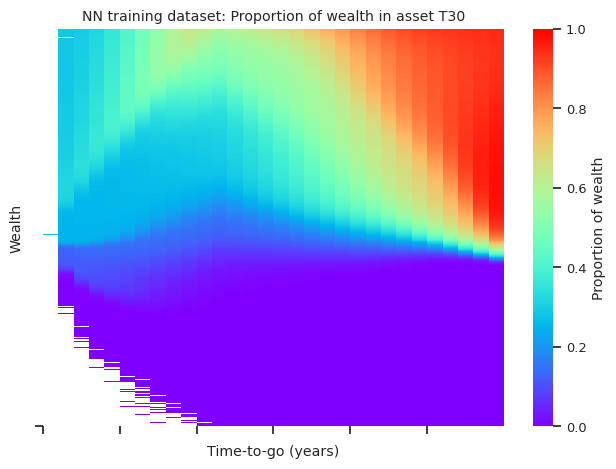 NN training dataset: Proportion of wealth in asset T30
Wealth
Time-to-go (years)
1.0
0.8
0.6
0.4
0.2
0.0
Proportion of wealth